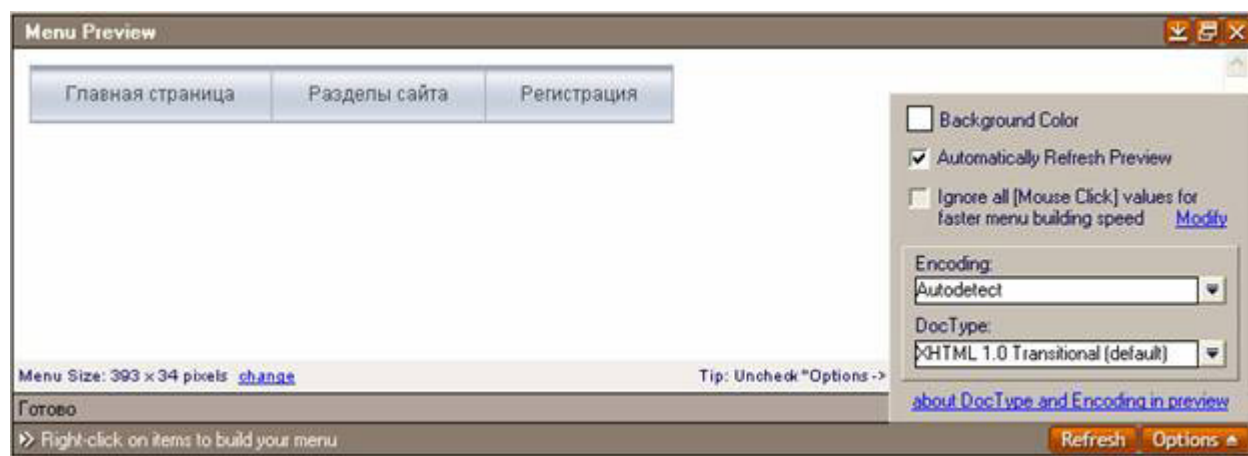 Menu Preview
Главная страница Разделы сайта Регистрация
Background Color
Automatically Refresh Preview
Ignore all [Mouse Click] values for
faster menu building speed Modify
Encoding:
Autodetect
DocType:
XHTML 1.0 Transitional (default)
about DocType and Encoding in preview
Menu Size: 393 x 34 pixels change
Tip: Uncheck "Options ->
Готово
Right-click on items to build your menu
Refresh Options